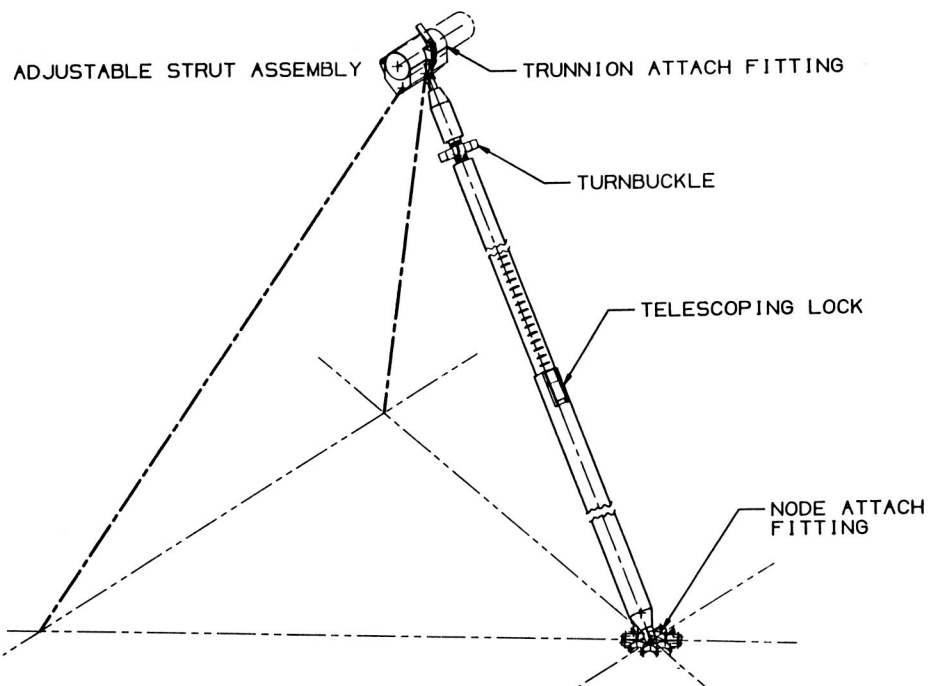 ADJUSTABLE STRUT ASSEMBLY
TRUNNION ATTACH FITTING
TURNBUCKLE
TELESCOPING LOCK
NODE ATTACH
FITTING